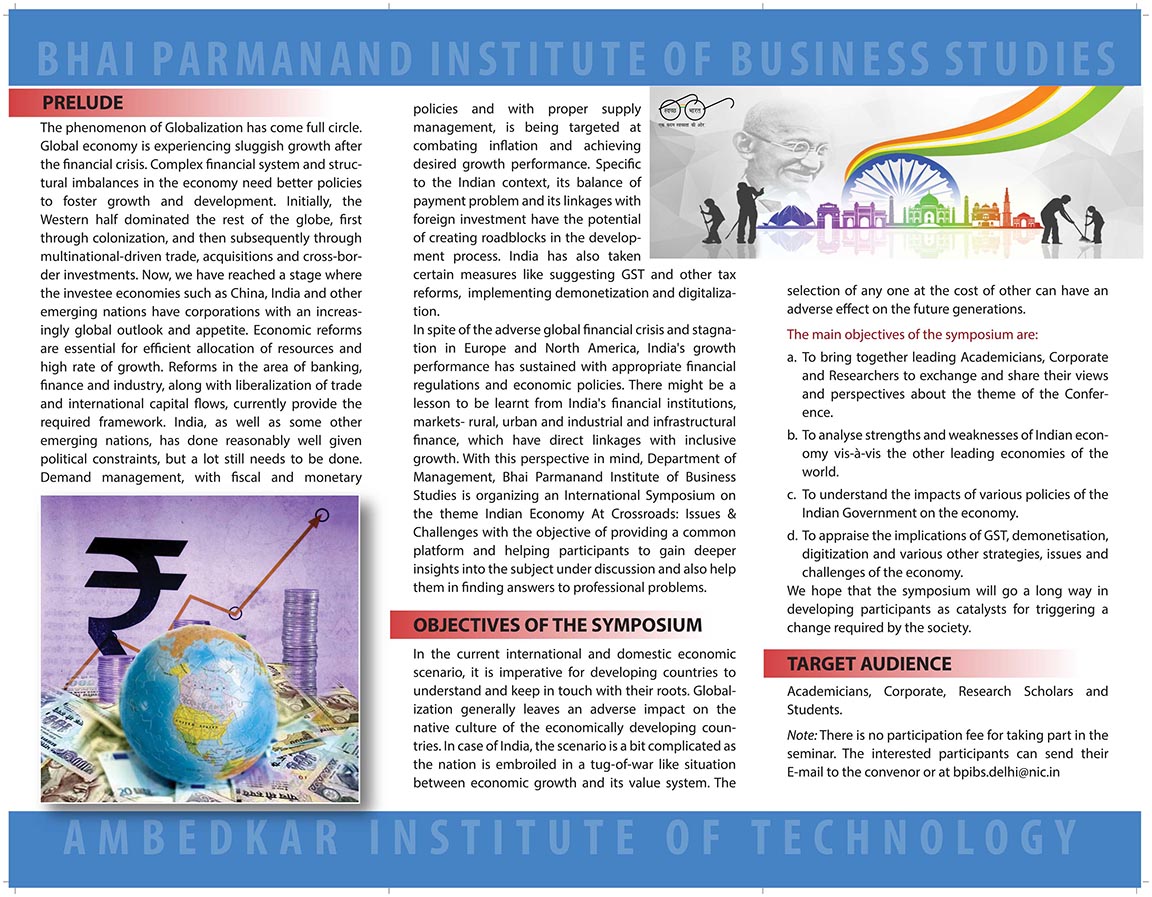 BHAI PARMANAND INSTITUTE OF BUSINESS STUDIES
PRELUDE
The phenomenon of Globalization has come full circle.
Global economy is experiencing sluggish growth after
the financial crisis. Complex financial system and struc-
tural imbalances in the economy need better policies
to foster growth and development. Initially, the
Western half dominated the rest of the globe, first
through colonization, and then subsequently through
multinational-driven trade, acquisitions and cross-bor-
der investments. Now, we have reached a stage where
the investee economies such as China, India and other
emerging nations have corporations with an increas-
ingly global outlook and appetite. Economic reforms
are essential for efficient allocation of resources and
high rate of growth. Reforms in the area of banking,
finance and industry, along with liberalization of trade
and international capital flows, currently provide the
required framework. India, as well as some other
emerging nations, has done reasonably well given
political constraints, but a lot still needs to be done.
Demand management, with fiscal and monetary
policies and with proper supply
management, is being targeted at
combating inflation and achieving
desired growth performance. Specific
to the Indian context, its balance of
payment problem and its linkages with
foreign investment have the potential
of creating roadblocks in the develop-
ment process. India has also taken
certain measures like suggesting GST and other tax
reforms, implementing demonetization and digitaliza-
tion.
In spite of the adverse global financial crisis and stagna-
tion in Europe and North America, India's growth
performance has sustained with appropriate financial
regulations and economic policies. There might be a
lesson to be learnt from India's financial institutions,
markets- rural, urban and industrial and infrastructural
finance, which have direct linkages with inclusive
growth. With this perspective in mind, Department of
Management, Bhai Parmanand Institute of Business
Studies is organizing an International Symposium on
the theme Indian Economy At Crossroads: Issues &
Challenges with the objective of providing a common
platform and helping participants to gain deeper
insights into the subject under discussion and also help
them in finding answers to professional problems.
OBJECTIVES OF THE SYMPOSIUM
In the current international and domestic economic
scenario, it is imperative for developing countries to
understand and keep in touch with their roots. Global-
ization generally leaves an adverse impact on the
native culture of the economically developing coun-
tries. In case of India, the scenario is a bit complicated as
the nation is embroiled in a tug-of-war like situation
between economic growth and its value system. The
स्वच्छ भारत
एक कदम स्वच्छता की ओर
selection of any one at the cost of other can have an
adverse effect on the future generations.
The main objectives of the symposium are:
a. To bring together leading Academicians, Corporate
and Researchers to exchange and share their views
and perspectives about the theme of the Confer-
ence.
b. To analyse strengths and weaknesses of Indian econ-
omy vis-à-vis the other leading economies of the
world.
c. To understand the impacts of various policies of the
Indian Government on the economy.
d. To appraise the implications of GST, demonetisation,
digitization and various other strategies, issues and
challenges of the economy.
We hope that the symposium will go a long way in
developing participants as catalysts for triggering a
change required by the society.
TARGET AUDIENCE
Academicians, Corporate, Research Scholars and
Students.
Note: There is no participation fee for taking part in the
seminar. The interested participants can send their
E-mail to the convenor or at bpibs.delhi@nic.in
AMBEDKAR INSTITUTE OF TECHNOLOGY